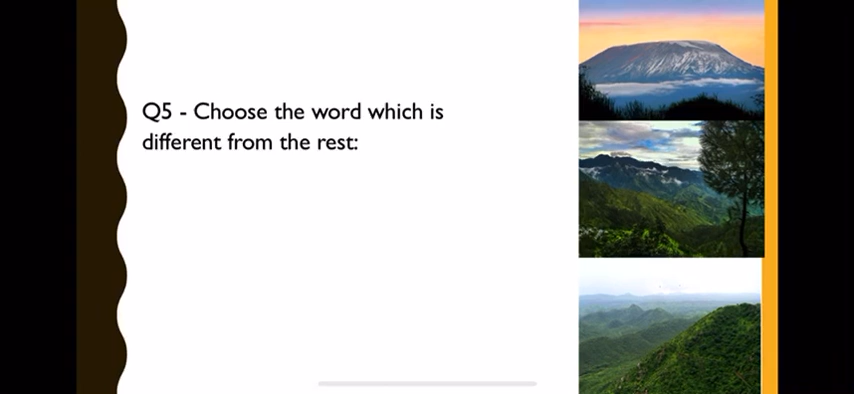 Q5 - Choose the word which is
different from the rest: